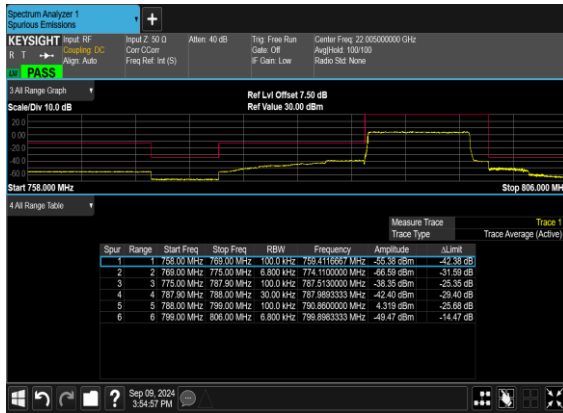 Spectrum Analyzer 1
Spurious Emissions
KEYSIGHT Input: RF Input Z: 50 Ω Atten: 40 dB Trig: Free Run Center Freq: 22.005000000 GHz
R T Coupling: DC Corr CCorr Gate: Off Avg|Hold: 100/100
Align: Auto Freq Ref: Int (S) IF Gain: Low Radio Std: None
PASS
3 All Range Graph
Ref Lvl Offset 7.50 dB
Scale/Div 10.0 dB Ref Value 30.00 dBm
20.0
0.00
-20.0
-40.0
-60.0
Start 758.000 MHz Stop 806.000 MH
4 All Range Table
Measure Trace Trace 1
Trace Type Trace Average (Active)
Spur Range Start Freq Stop Freq RBW Frequency Amplitude ΔLimit
1 1 758.00 MHz 769.00 MHz 100.0 kHz 759.4116667 MHz -55.38 dBm -42.38 dB
2 2 769.00 MHz 775.00 MHz 6.800 kHz 774.1100000 MHz -66.59 dBm -31.59 dB
3 3 775.00 MHz 787.90 MHz 100.0 kHz 787.5130000 MHz -38.35 dBm -25.35 dB
4 4 787.90 MHz 788.00 MHz 30.00 kHz 787.9893333 MHz -42.40 dBm -29.40 dB
5 5 788.00 MHz 799.00 MHz 100.0 kHz 790.8600000 MHz 4.319 dBm -25.68 dB
6 6 799.00 MHz 806.00 MHz 6.800 kHz 799.8983333 MHz -49.47 dBm -14.47 dB
Sep 09, 2024
3:54:57 PM